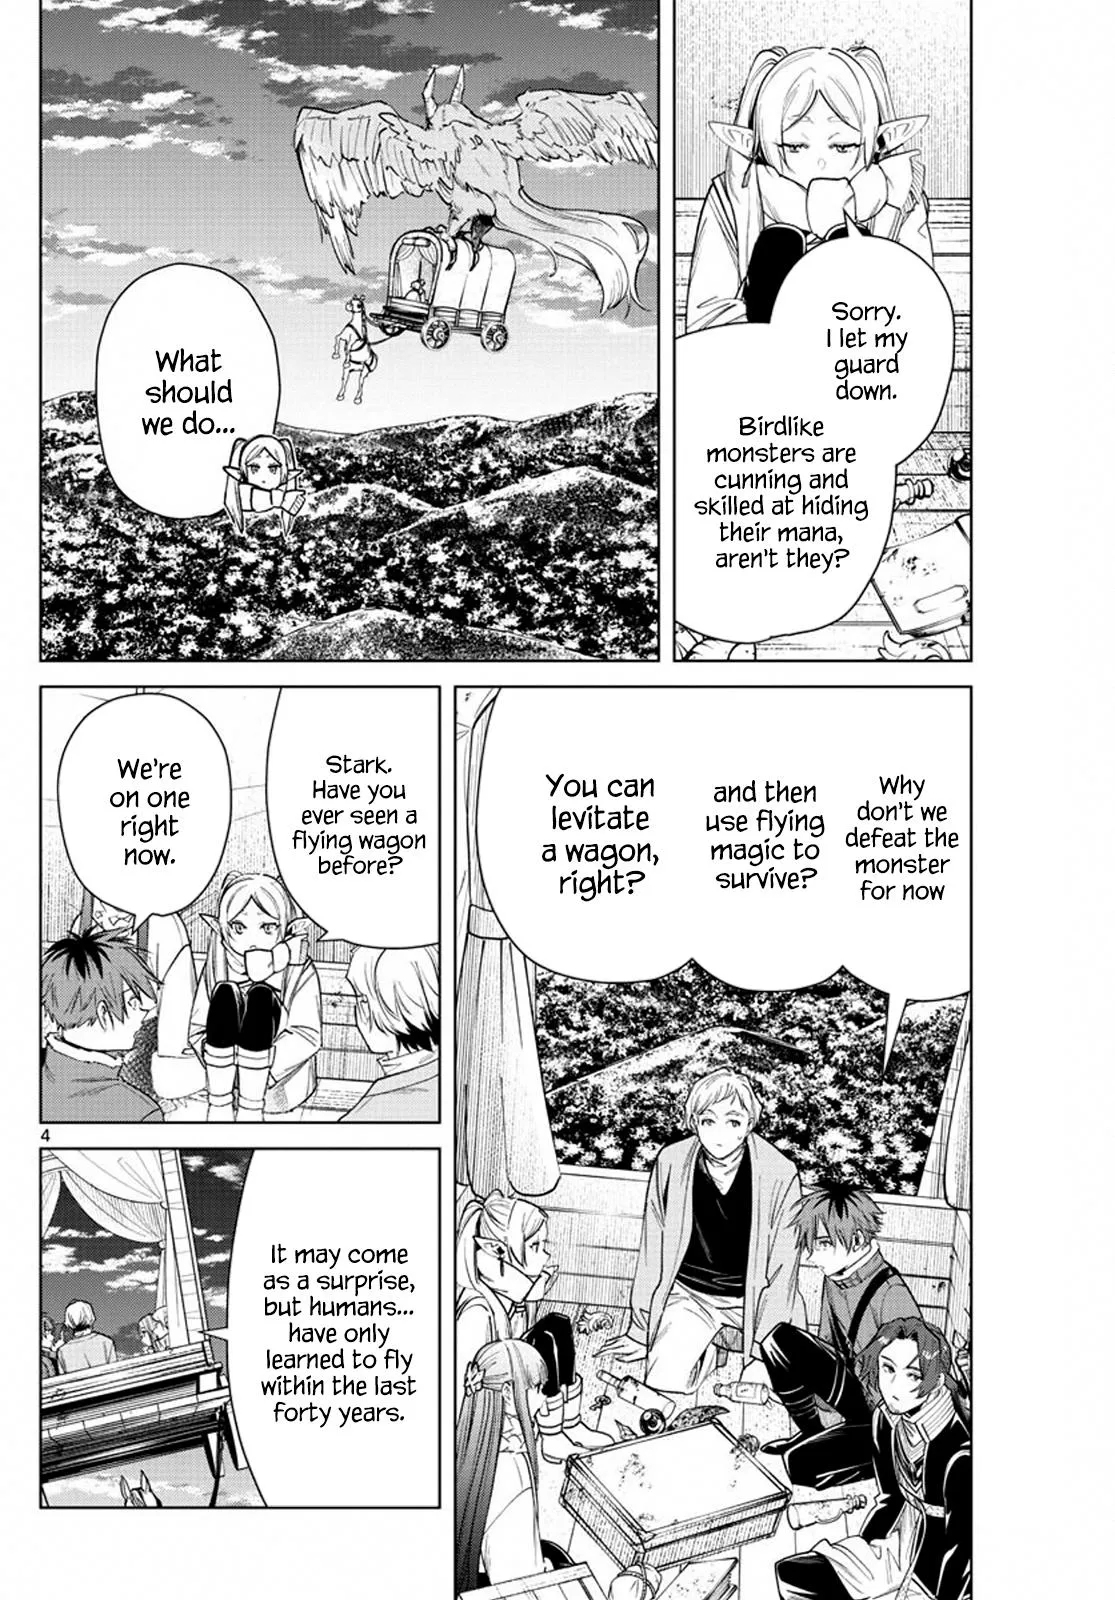 Sorry.
I let my
guard
down.
Birdlike
monsters are
cunning and
skilled at hiding
their mana,
aren't they?
What
should
we do...
Why
don't we
defeat the
monster
for now
and then
use flying
magic to
survive?
You can
levitate
a wagon,
right?
Stark.
Have you
ever seen a
flying wagon
before?
We're
on one
right
now.
It may come
as a surprise,
but humans...
have only
learned to fly
within the last
forty years.
4